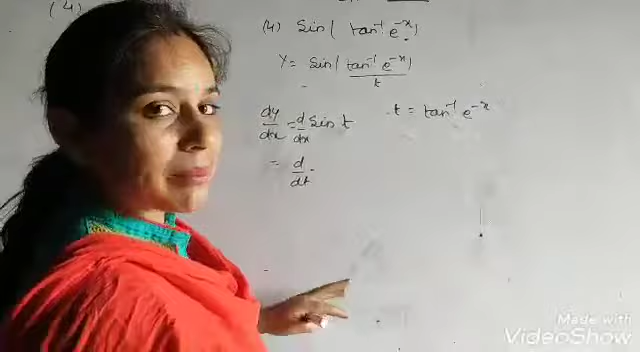 (4)
(4) Sin( tan⁻¹ e⁻ˣ)
Y = Sin( tan⁻¹ e⁻ˣ)
t
dy/dx = d/dx Sin t    t = tan⁻¹ e⁻ˣ
= d/dt
Made with
VideoShow